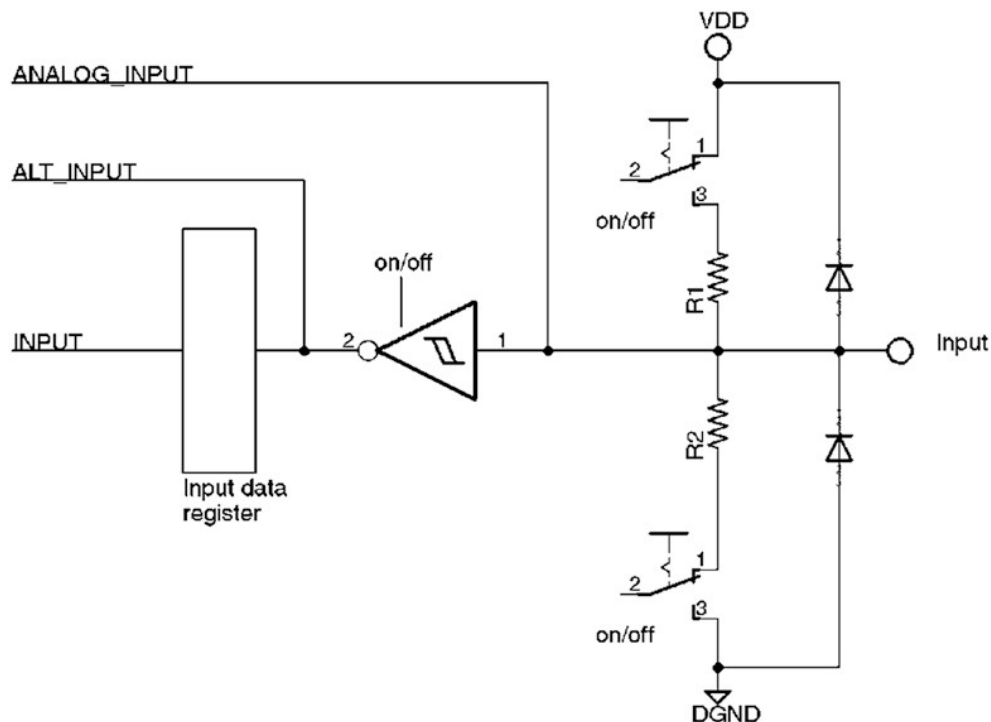 VDD
ANALOG_INPUT
1
2
ALT_INPUT
3
on/off
on/off
R1
INPUT
2
1
Input
R2
Input data
register
1
2
3
on/off
DGND